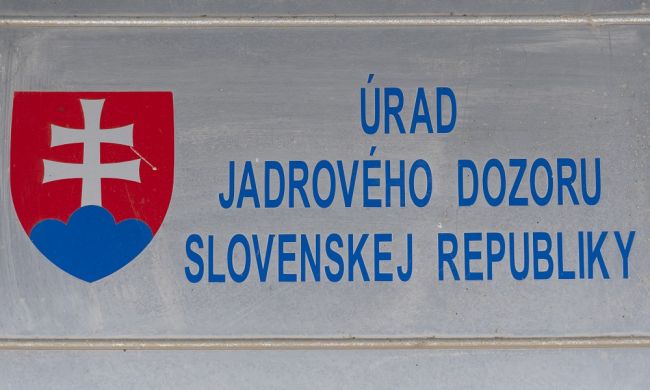 ÚRAD
JADROVÉHO DOZORU
SLOVENSKEJ REPUBLIKY